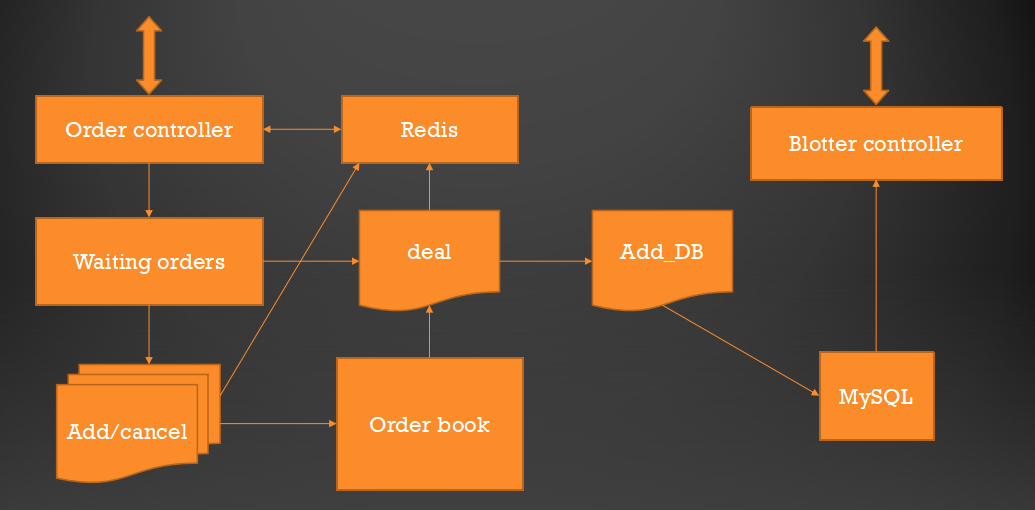 Order controller
Redis
Blotter controller
Waiting orders
deal
Add_DB
Add/cancel
Order book
MySQL